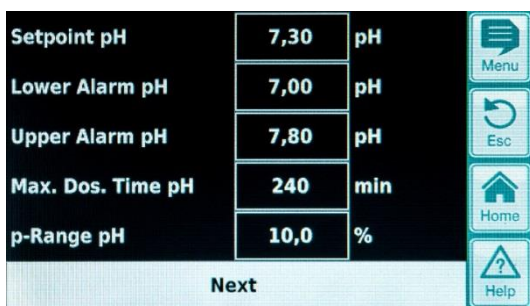 Setpoint pH 7,30 pH
Lower Alarm pH 7,00 pH
Upper Alarm pH 7,80 pH
Max. Dos. Time pH 240 min
p-Range pH 10,0 %
Next
Menu
Esc
Home
? Help